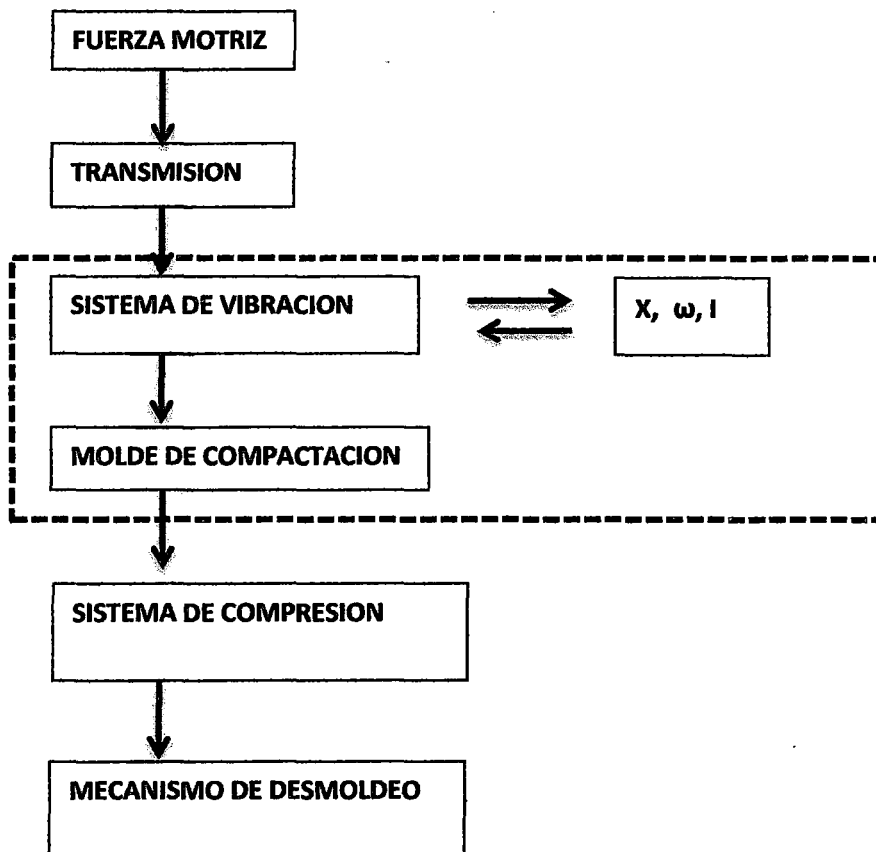 FUERZA MOTRIZ
TRANSMISION
SISTEMA DE VIBRACION
X, ω, I
MOLDE DE COMPACTACION
SISTEMA DE COMPRESION
MECANISMO DE DESMOLDEO